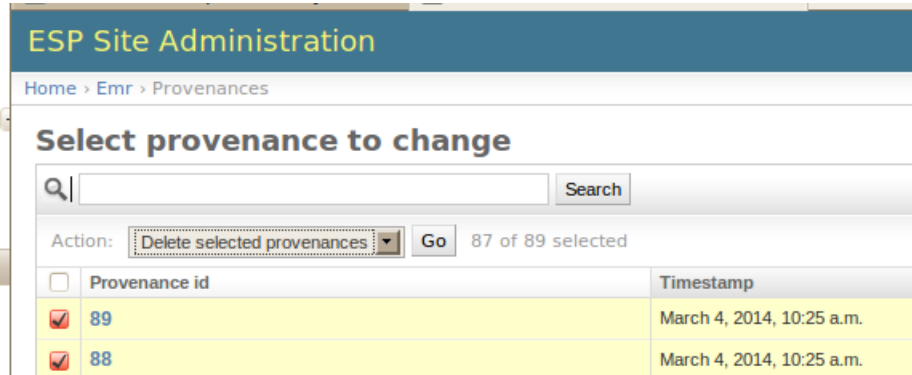 ESP Site Administration
Home › Emr › Provenances
Select provenance to change
Search
Action: Delete selected provenances Go 87 of 89 selected
Provenance id Timestamp
89 March 4, 2014, 10:25 a.m.
88 March 4, 2014, 10:25 a.m.